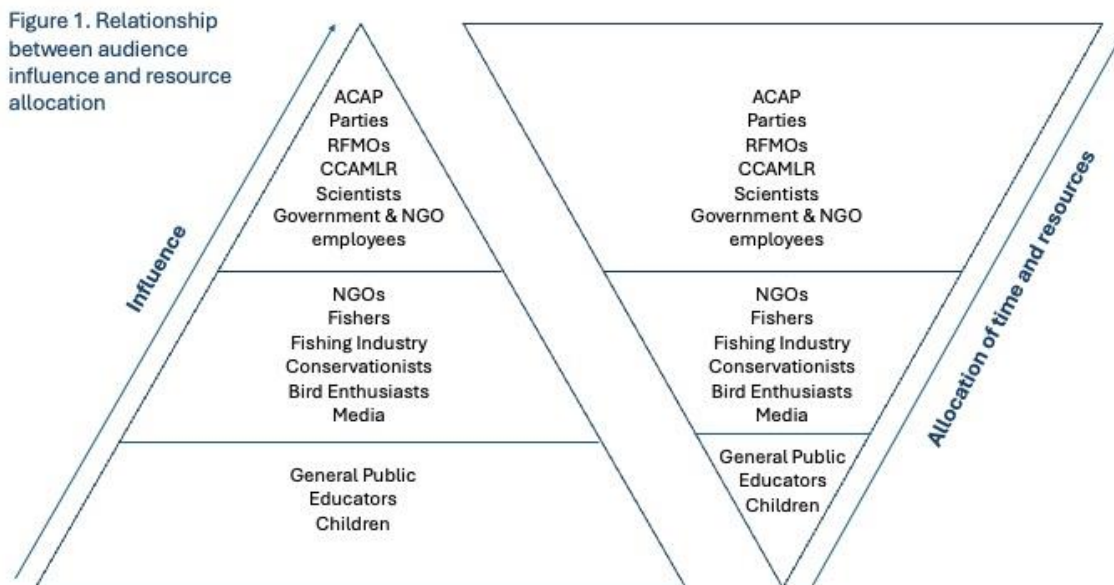 Figure 1. Relationship
between audience
influence and resource
allocation
Influence
ACAP
Parties
RFMOs
CCAMLR
Scientists
Government & NGO
employees
NGOs
Fishers
Fishing Industry
Conservationists
Bird Enthusiasts
Media
General Public
Educators
Children
ACAP
Parties
RFMOs
CCAMLR
Scientists
Government & NGO
employees
NGOs
Fishers
Fishing Industry
Conservationists
Bird Enthusiasts
Media
General Public
Educators
Children
Allocation of time and resources